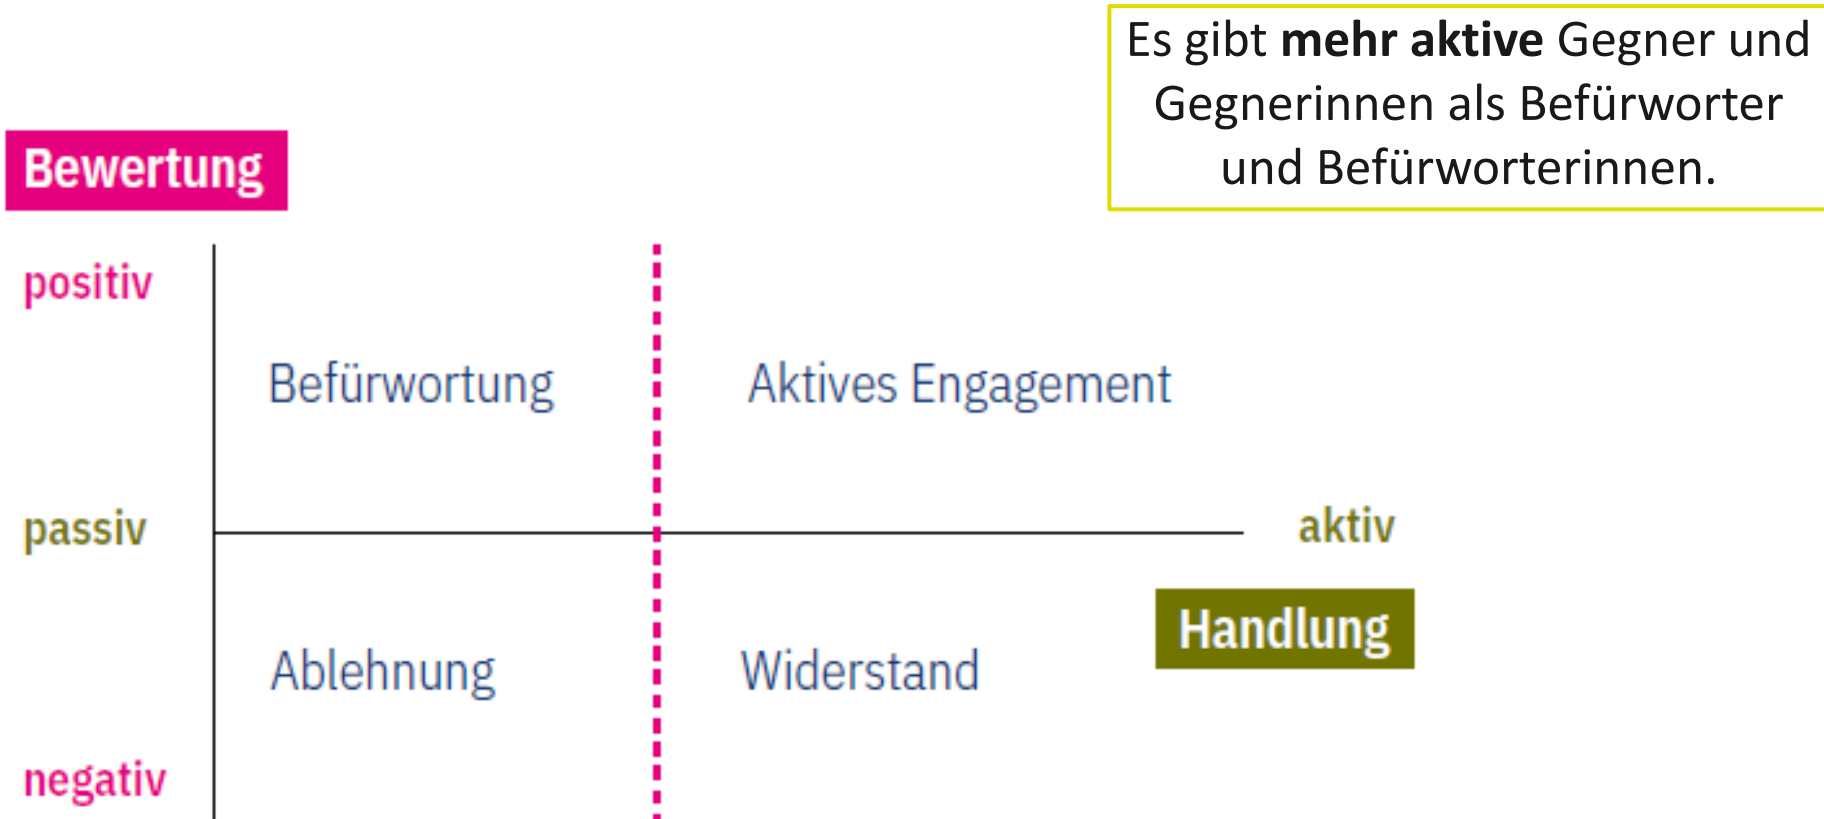 Es gibt mehr aktive Gegner und
Gegnerinnen als Befürworter
und Befürworterinnen.
Bewertung
positiv
Befürwortung
Aktives Engagement
passiv
aktiv
Handlung
Ablehnung
Widerstand
negativ